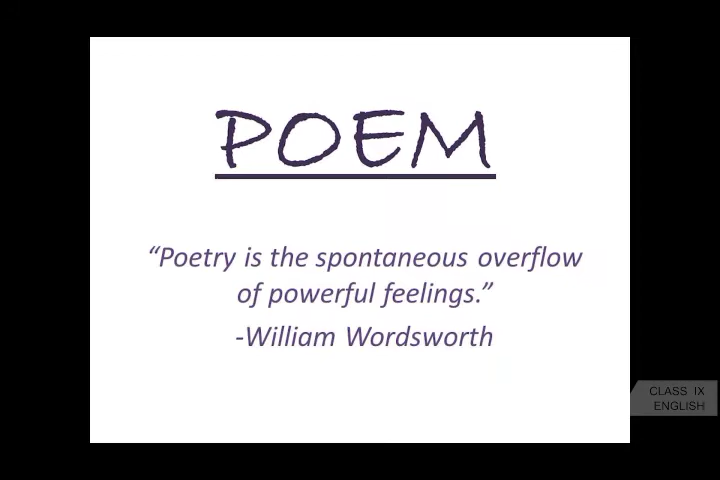 POEM
“Poetry is the spontaneous overflow
of powerful feelings.”
-William Wordsworth
CLASS IX
ENGLISH